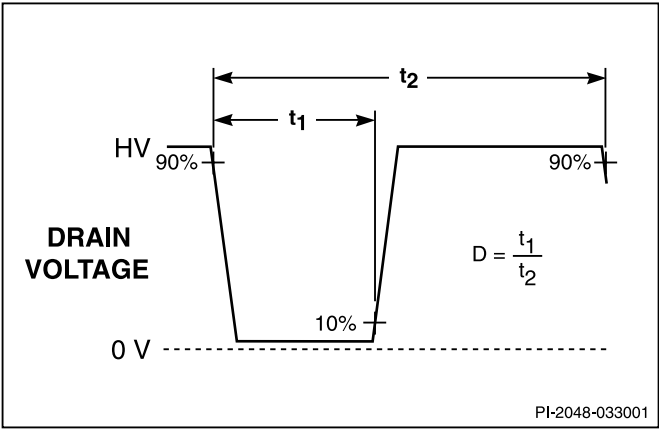 t2
t1
HV
90%
90%
DRAIN
VOLTAGE
D = t1/t2
10%
0 V
PI-2048-033001